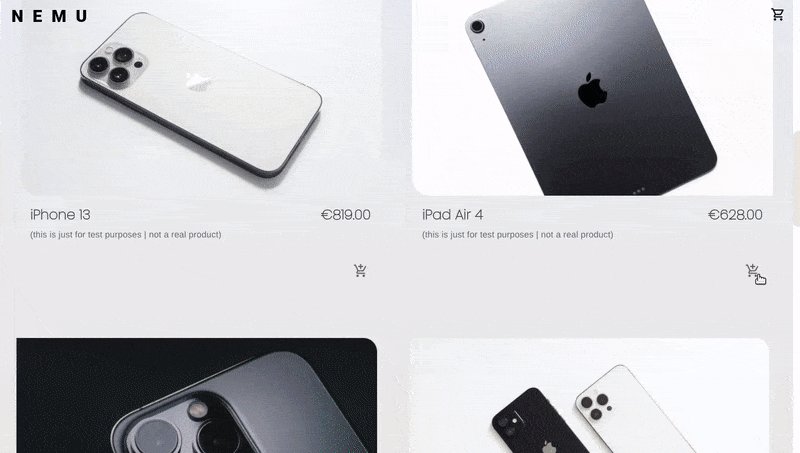 NEMU
iPhone 13
€819.00
(this is just for test purposes | not a real product)
iPad Air 4
€628.00
(this is just for test purposes | not a real product)